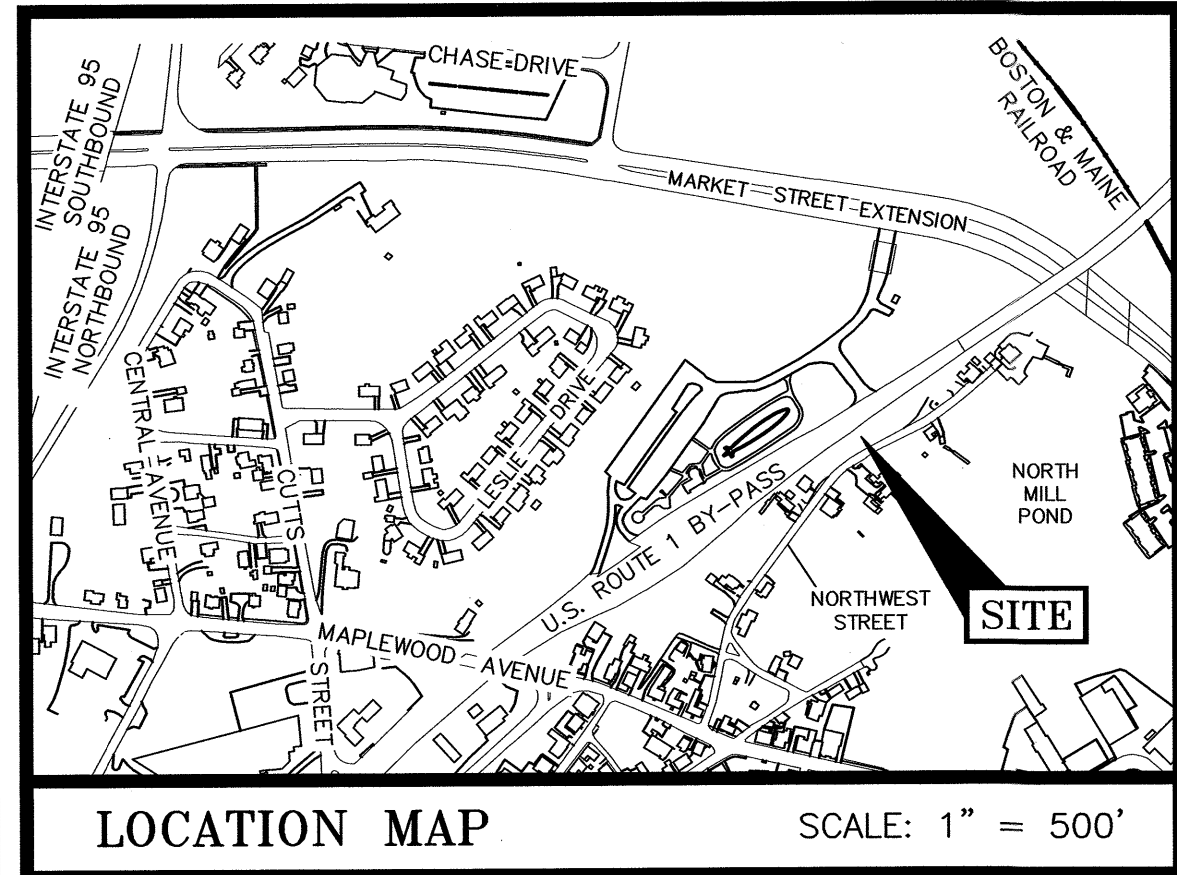 CHASE DRIVE
BOSTON & MAINE
RAILROAD
INTERSTATE 95
SOUTHBOUND
INTERSTATE 95
NORTHBOUND
MARKET STREET EXTENSION
CENTRAL AVENUE
CUTTS STREET
LESLIE DRIVE
U.S. ROUTE 1 BY-PASS
NORTH
MILL
POND
NORTHWEST
STREET
SITE
MAPLEWOOD AVENUE
LOCATION MAP
SCALE: 1" = 500'